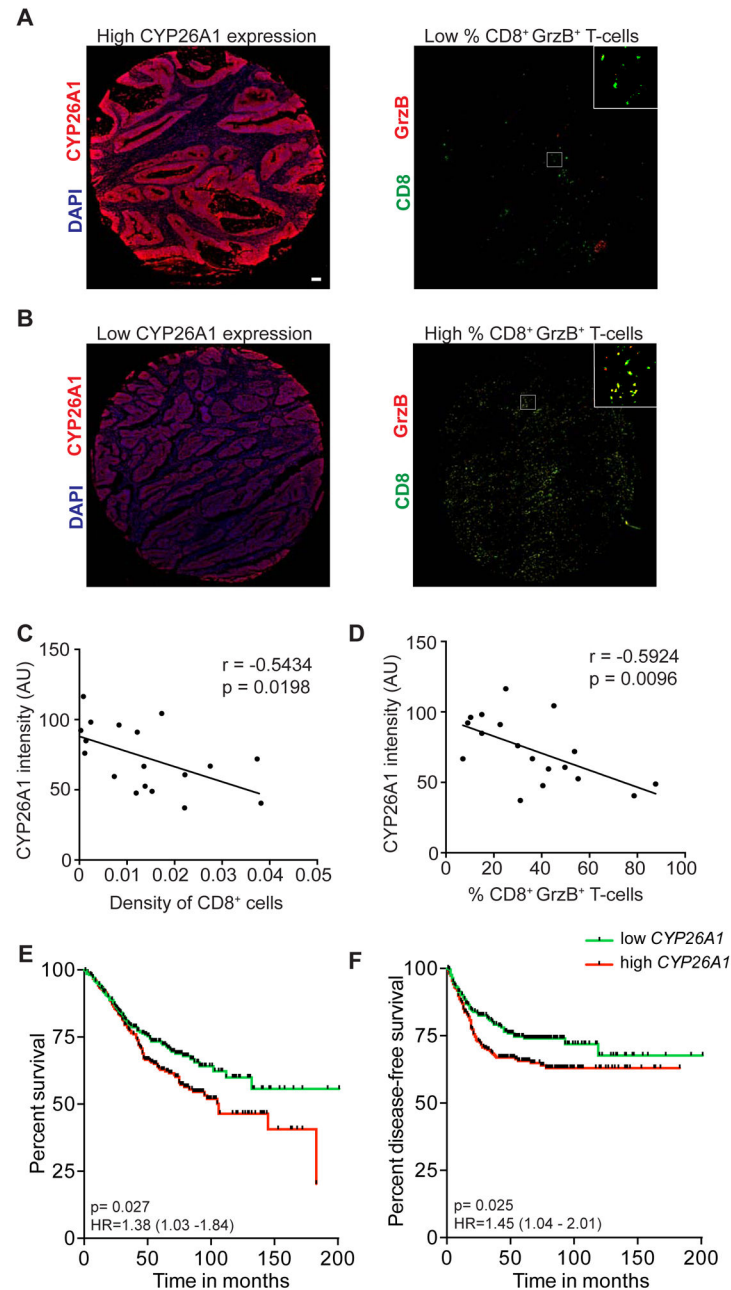 A
High CYP26A1 expression
Low % CD8+ GrzB+ T-cells
DAPI CYP26A1
CD8 GrzB
B
Low CYP26A1 expression
High % CD8+ GrzB+ T-cells
DAPI CYP26A1
CD8 GrzB
C
CYP26A1 intensity (AU)
150
100
50
0
r = -0.5434
p = 0.0198
0 0.01 0.02 0.03 0.04 0.05
Density of CD8+ cells
D
CYP26A1 intensity (AU)
150
100
50
0
r = -0.5924
p = 0.0096
0 20 40 60 80 100
% CD8+ GrzB+ T-cells
low CYP26A1
high CYP26A1
E
Percent survival
100
75
50
25
0
p= 0.027
HR=1.38 (1.03 -1.84)
0 50 100 150 200
Time in months
F
Percent disease-free survival
100
75
50
25
0
p= 0.025
HR=1.45 (1.04 - 2.01)
0 50 100 150 200
Time in months